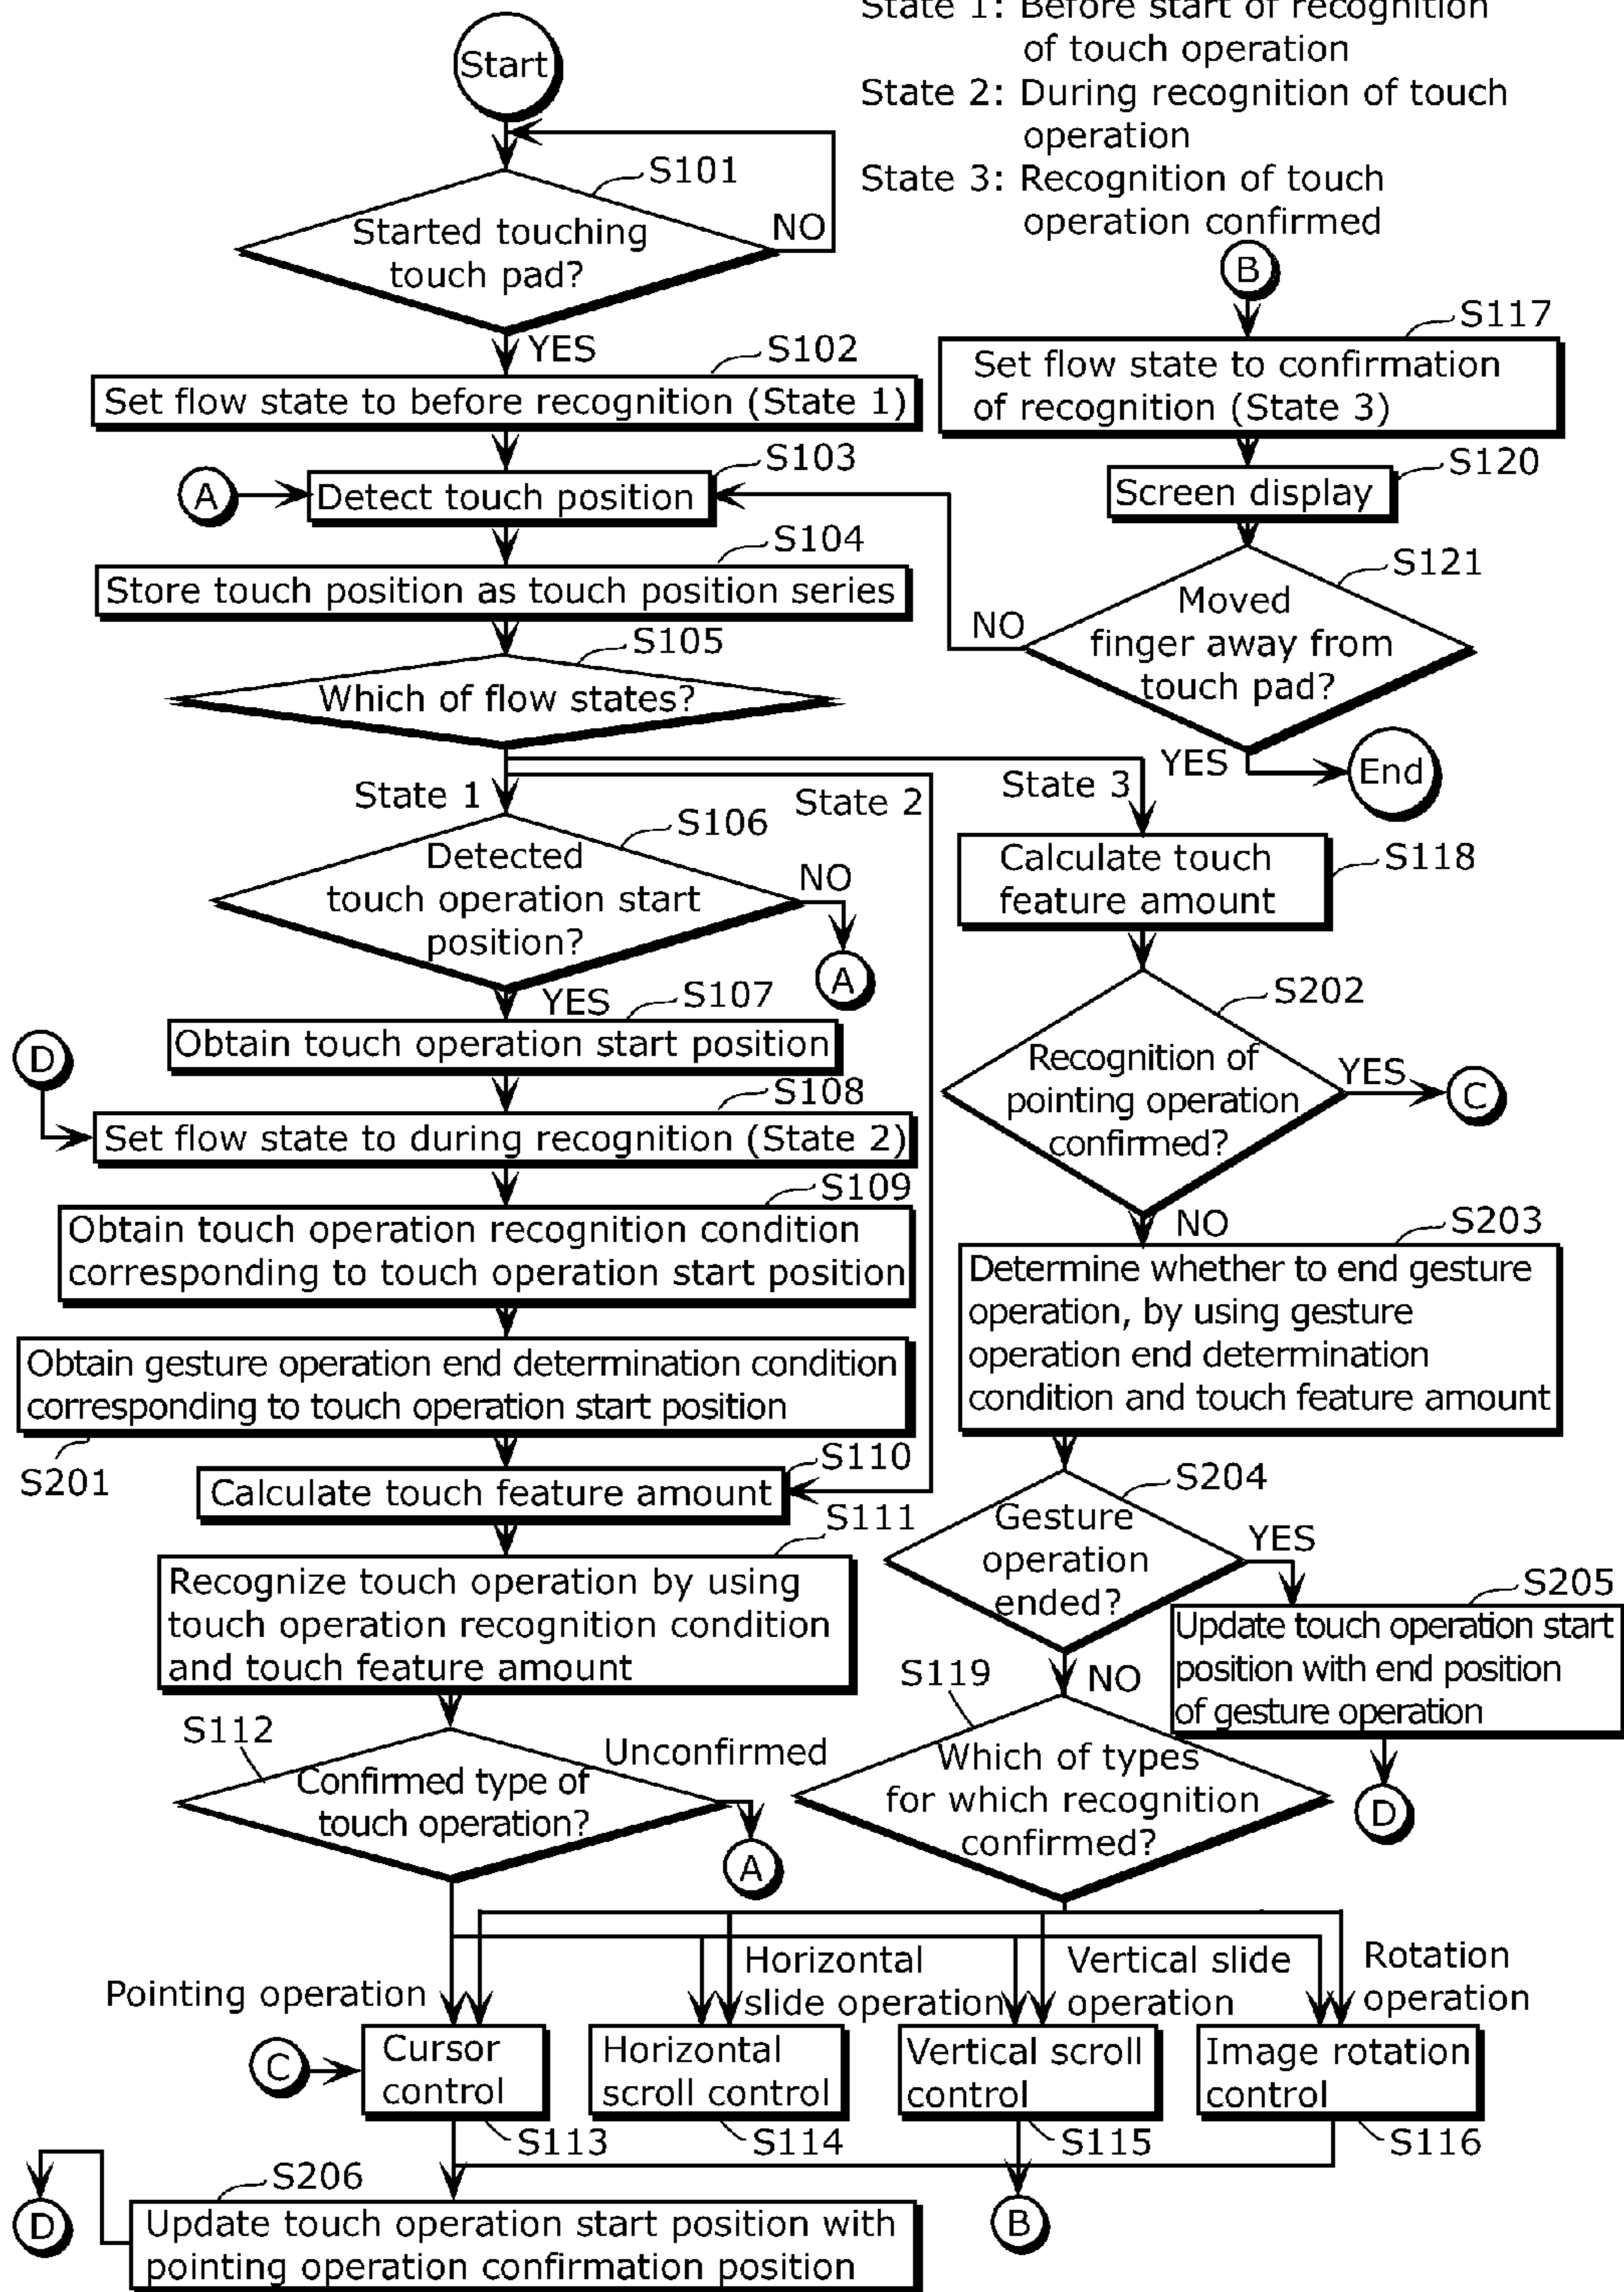 State 1: Before start of recognition
of touch operation
State 2: During recognition of touch
operation
State 3: Recognition of touch
operation confirmed
Start
S101
Started touching
touch pad?
NO
YES
S102
Set flow state to before recognition (State 1)
A
S103
Detect touch position
S104
Store touch position as touch position series
S105
Which of flow states?
State 1
State 2
State 3
S106
Detected
touch operation start
position?
NO
A
YES
S107
Obtain touch operation start position
D
S108
Set flow state to during recognition (State 2)
S109
Obtain touch operation recognition condition
corresponding to touch operation start position
Obtain gesture operation end determination condition
corresponding to touch operation start position
S201
S110
Calculate touch feature amount
S111
Recognize touch operation by using
touch operation recognition condition
and touch feature amount
S112
Confirmed type of
touch operation?
Unconfirmed
A
B
S117
Set flow state to confirmation
of recognition (State 3)
S120
Screen display
S121
Moved
finger away from
touch pad?
NO
YES
End
Calculate touch
feature amount
S118
S202
Recognition of
pointing operation
confirmed?
YES
C
NO
S203
Determine whether to end gesture
operation, by using gesture
operation end determination
condition and touch feature amount
S204
Gesture
operation
ended?
YES
S205
Update touch operation start
position with end position
of gesture operation
D
NO
S119
Which of types
for which recognition
confirmed?
Pointing operation
Horizontal
slide operation
Vertical slide
operation
Rotation
operation
C
Cursor
control
Horizontal
scroll control
Vertical scroll
control
Image rotation
control
S113
S114
S115
S116
D
S206
Update touch operation start position with
pointing operation confirmation position
B